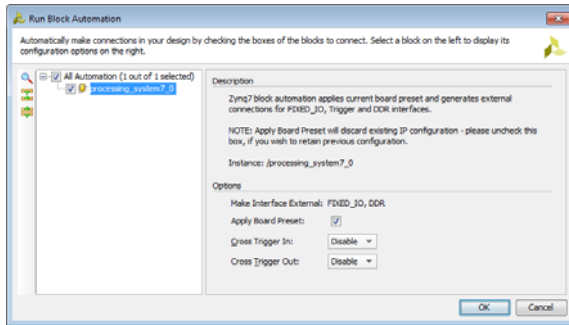 Run Block Automation
Automatically make connections in your design by checking the boxes of the blocks to connect. Select a block on the left to display its
configuration options on the right.
All Automation (1 out of 1 selected)
processing_system7_0
Description
Zynq7 block automation applies current board preset and generates external
connections for FIXED_IO, Trigger and DDR interfaces.
NOTE: Apply Board Preset will discard existing IP configuration - please uncheck this
box, if you wish to retain previous configuration.
Instance: /processing_system7_0
Options
Make Interface External: FIXED_IO, DDR
Apply Board Preset:
Cross Trigger In: Disable
Cross Trigger Out: Disable
OK Cancel